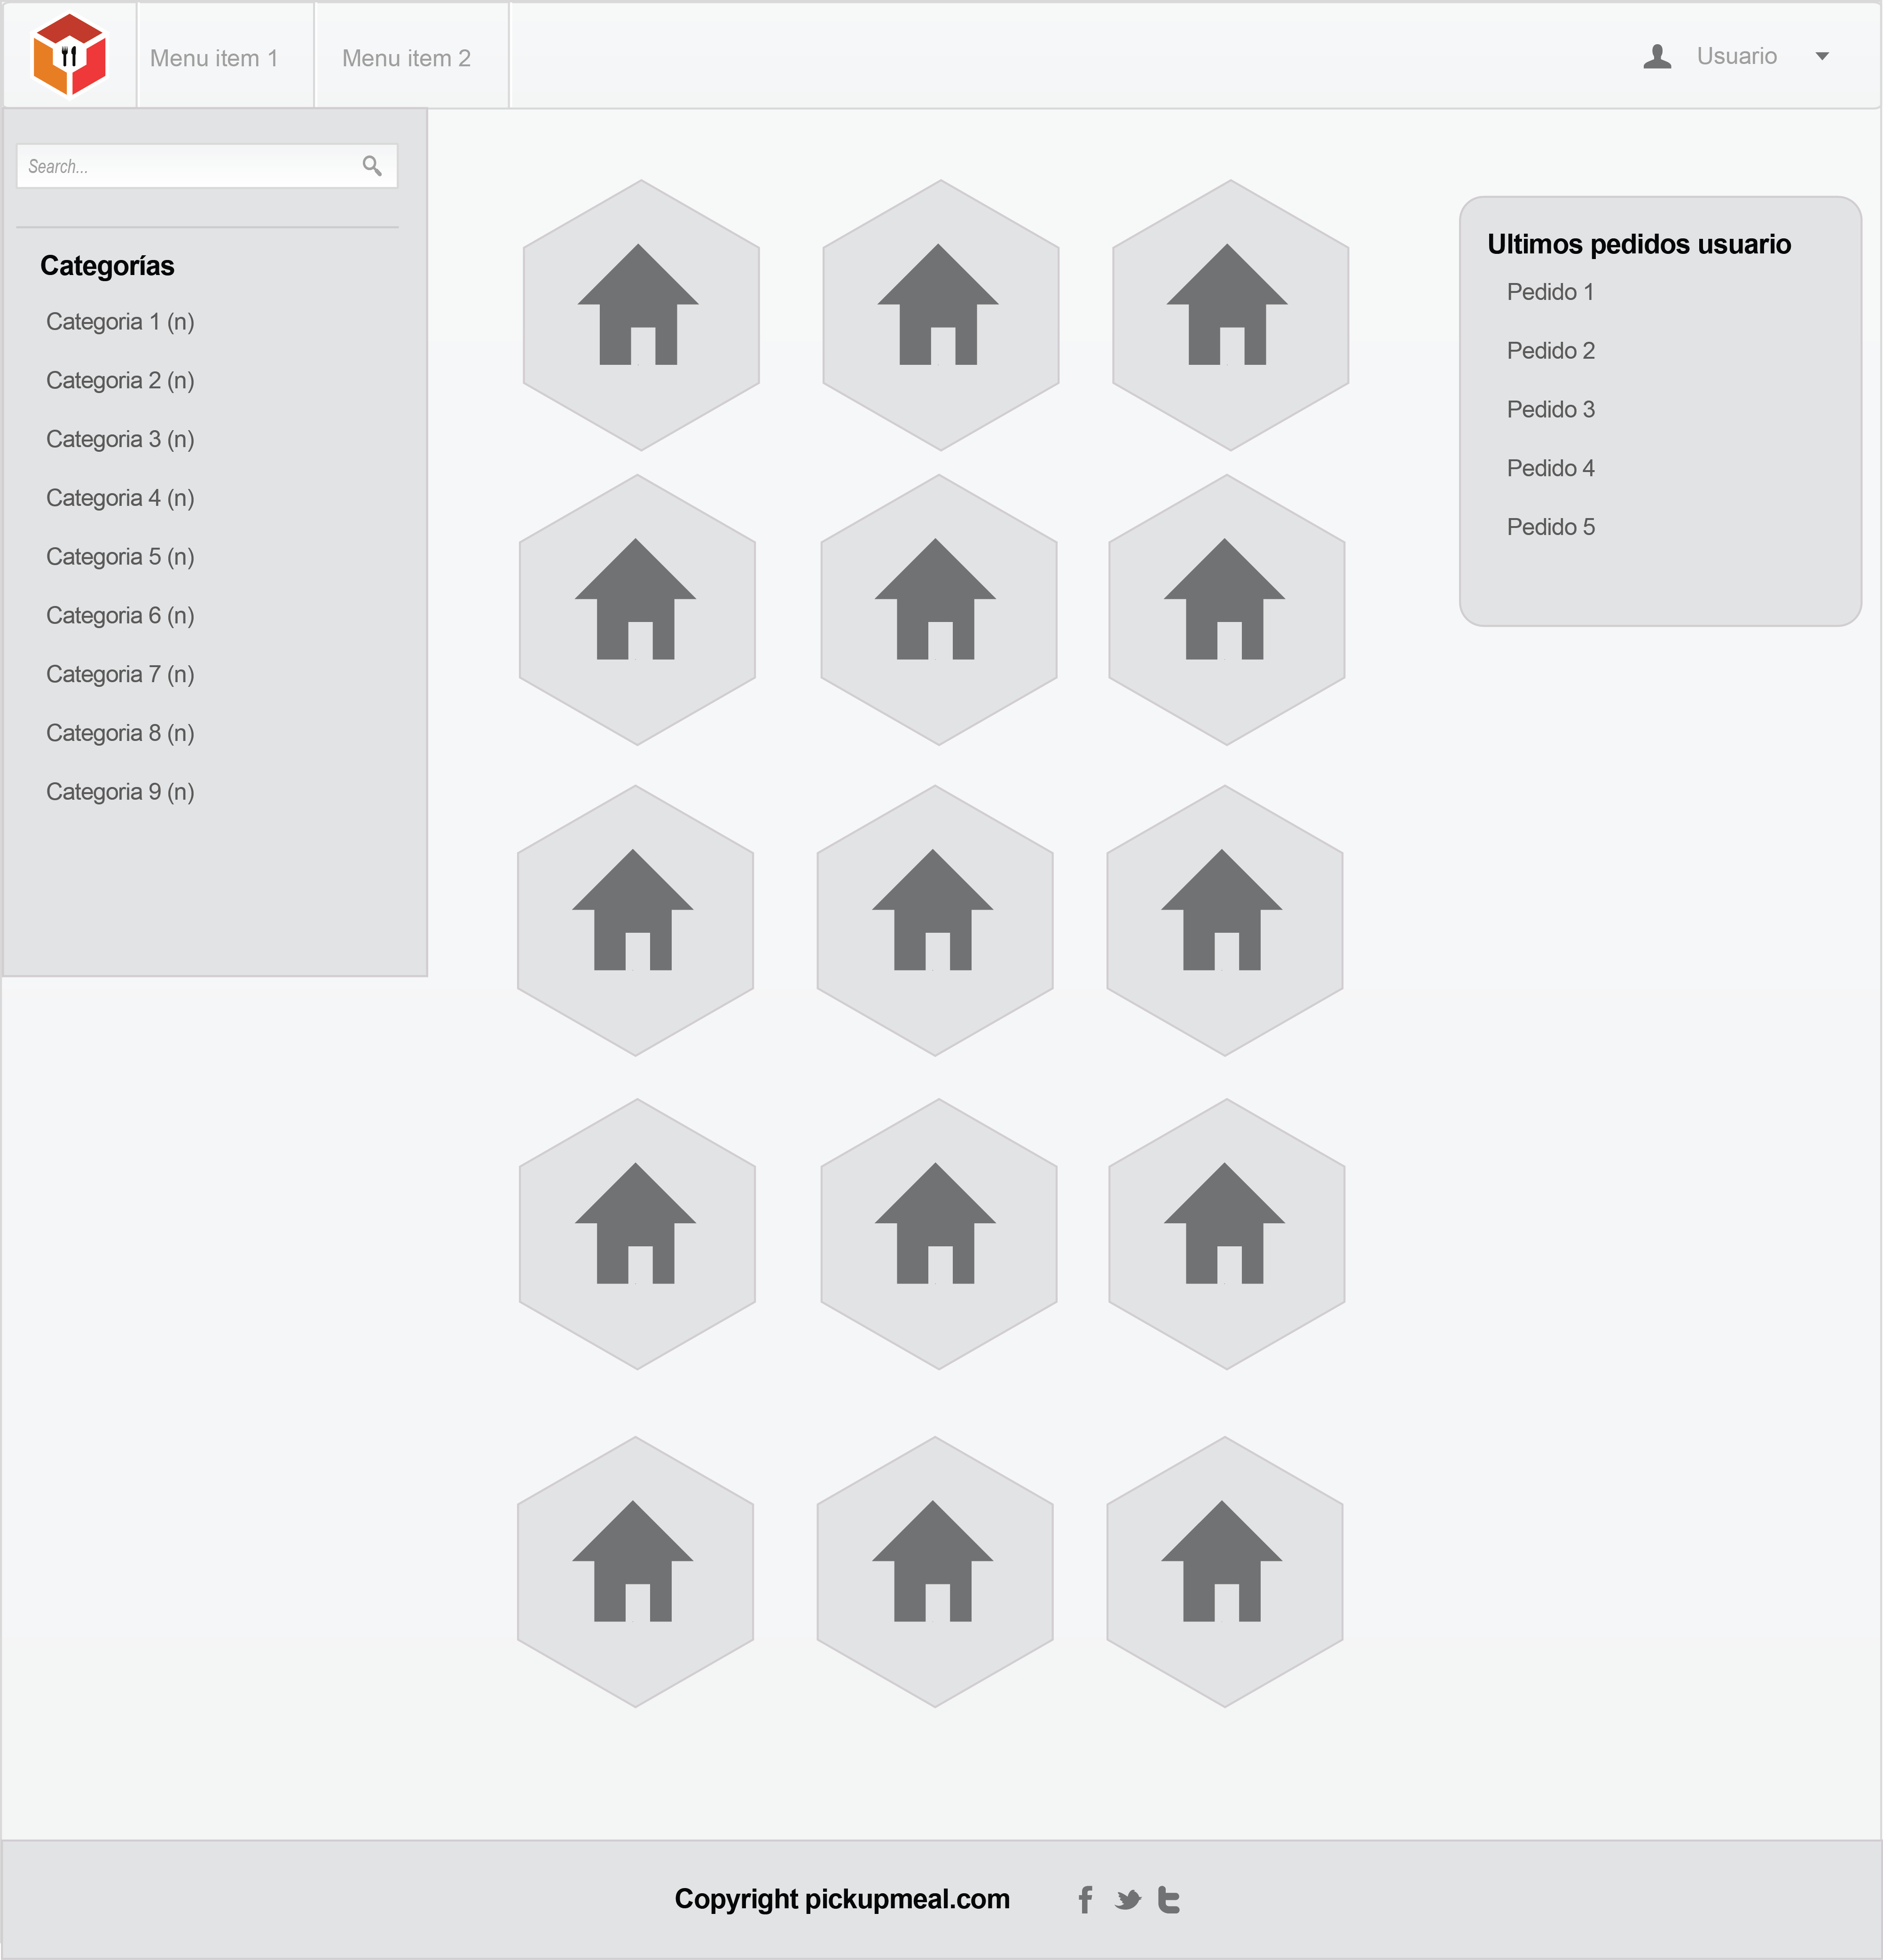 Menu item 1
Menu item 2
Usuario
Search...
Categorías
Categoria 1 (n)
Categoria 2 (n)
Categoria 3 (n)
Categoria 4 (n)
Categoria 5 (n)
Categoria 6 (n)
Categoria 7 (n)
Categoria 8 (n)
Categoria 9 (n)
Ultimos pedidos usuario
Pedido 1
Pedido 2
Pedido 3
Pedido 4
Pedido 5
Copyright pickupmeal.com